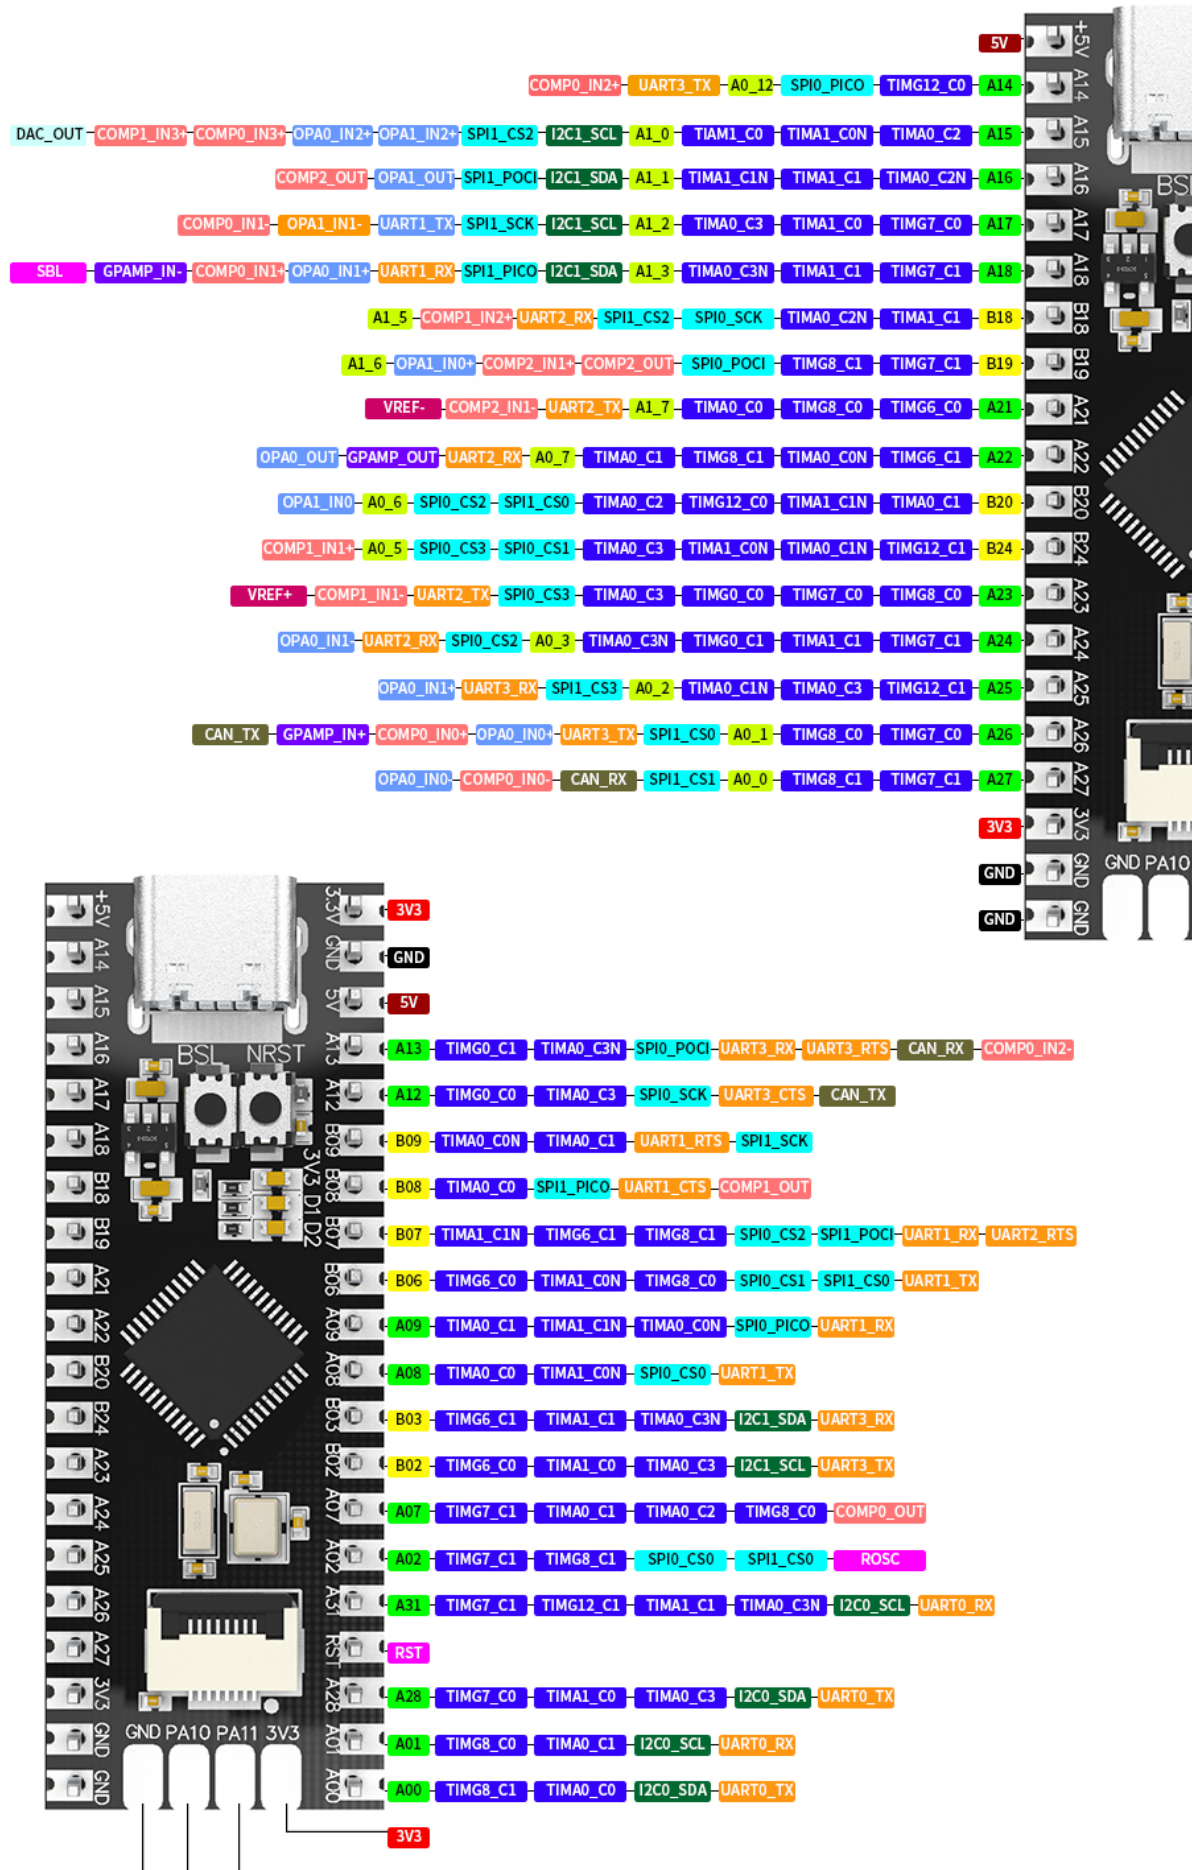 5V +5V
COMP0_IN2+ UART3_TX A0_12 SPI0_PICO TIMG12_C0 A14 A14
DAC_OUT COMP1_IN3+ COMP0_IN3+ OPA0_IN2+ OPA1_IN2+ SPI1_CS2 I2C1_SCL A1_0 TIAM1_C0 TIMA1_C0N TIMA0_C2 A15 A15
COMP2_OUT OPA1_OUT SPI1_POCI I2C1_SDA A1_1 TIMA1_C1N TIMA1_C1 TIMA0_C2N A16 A16
BSL
COMP0_IN1- OPA1_IN1- UART1_TX SPI1_SCK I2C1_SCL A1_2 TIMA0_C3 TIMA1_C0 TIMG7_C0 A17 A17
SBL GPAMP_IN- COMP0_IN1+ OPA0_IN1+ UART1_RX SPI1_PICO I2C1_SDA A1_3 TIMA0_C3N TIMA1_C1 TIMG7_C1 A18 A18
A1_5 COMP1_IN2+ UART2_RX SPI1_CS2 SPI0_SCK TIMA0_C2N TIMA1_C1 B18 B18
A1_6 OPA1_IN0+ COMP2_IN1+ COMP2_OUT SPI0_POCI TIMG8_C1 TIMG7_C1 B19 B19
VREF- COMP2_IN1- UART2_TX A1_7 TIMA0_C0 TIMG8_C0 TIMG6_C0 A21 A21
OPA0_OUT GPAMP_OUT UART2_RX A0_7 TIMA0_C1 TIMG8_C1 TIMA0_C0N TIMG6_C1 A22 A22
OPA1_IN0 A0_6 SPI0_CS2 SPI1_CS0 TIMA0_C2 TIMG12_C0 TIMA1_C1N TIMA0_C1 B20 B20
COMP1_IN1+ A0_5 SPI0_CS3 SPI0_CS1 TIMA0_C3 TIMA1_C0N TIMA0_C1N TIMG12_C1 B24 B24
VREF+ COMP1_IN1- UART2_TX SPI0_CS3 TIMA0_C3 TIMG0_C0 TIMG7_C0 TIMG8_C0 A23 A23
OPA0_IN1- UART2_RX SPI0_CS2 A0_3 TIMA0_C3N TIMG0_C1 TIMA1_C1 TIMG7_C1 A24 A24
OPA0_IN1+ UART3_RX SPI1_CS3 A0_2 TIMA0_C1N TIMA0_C3 TIMG12_C1 A25 A25
CAN_TX GPAMP_IN+ COMP0_IN0+ OPA0_IN0+ UART3_TX SPI1_CS0 A0_1 TIMG8_C0 TIMG7_C0 A26 A26
OPA0_IN0- COMP0_IN0- CAN_RX SPI1_CS1 A0_0 TIMG8_C1 TIMG7_C1 A27 A27
3V3 3V3
GND PA10
GND GND
GND GND
+5V 3.3V 3V3
A14 GND GND
A15 5V 5V
A16 A13 A13 TIMG0_C1 TIMA0_C3N SPI0_POCI UART3_RX UART3_RTS CAN_RX COMP0_IN2-
BSL NRST
A17 A12 A12 TIMG0_C0 TIMA0_C3 SPI0_SCK UART3_CTS CAN_TX
A18 B09 B09 TIMA0_C0N TIMA0_C1 UART1_RTS SPI1_SCK
B18 B08 B08 TIMA0_C0 SPI1_PICO UART1_CTS COMP1_OUT
3V3 D1 D2
B19 B07 B07 TIMA1_C1N TIMG6_C1 TIMG8_C1 SPI0_CS2 SPI1_POCI UART1_RX UART2_RTS
A21 B06 B06 TIMG6_C0 TIMA1_C0N TIMG8_C0 SPI0_CS1 SPI1_CS0 UART1_TX
A22 A09 A09 TIMA0_C1 TIMA1_C1N TIMA0_C0N SPI0_PICO UART1_RX
B20 A08 A08 TIMA0_C0 TIMA1_C0N SPI0_CS0 UART1_TX
B24 B03 B03 TIMG6_C1 TIMA1_C1 TIMA0_C3N I2C1_SDA UART3_RX
A23 B02 B02 TIMG6_C0 TIMA1_C0 TIMA0_C3 I2C1_SCL UART3_TX
A24 A07 A07 TIMG7_C1 TIMA0_C1 TIMA0_C2 TIMG8_C0 COMP0_OUT
A25 A02 A02 TIMG7_C1 TIMG8_C1 SPI0_CS0 SPI1_CS0 ROSC
A26 A31 A31 TIMG7_C1 TIMG12_C1 TIMA1_C1 TIMA0_C3N I2C0_SCL UART0_RX
A27 RST RST
3V3 A28 A28 TIMG7_C0 TIMA1_C0 TIMA0_C3 I2C0_SDA UART0_TX
GND PA10 PA11 3V3
GND A01 A01 TIMG8_C0 TIMA0_C1 I2C0_SCL UART0_RX
GND A00 A00 TIMG8_C1 TIMA0_C0 I2C0_SDA UART0_TX
3V3